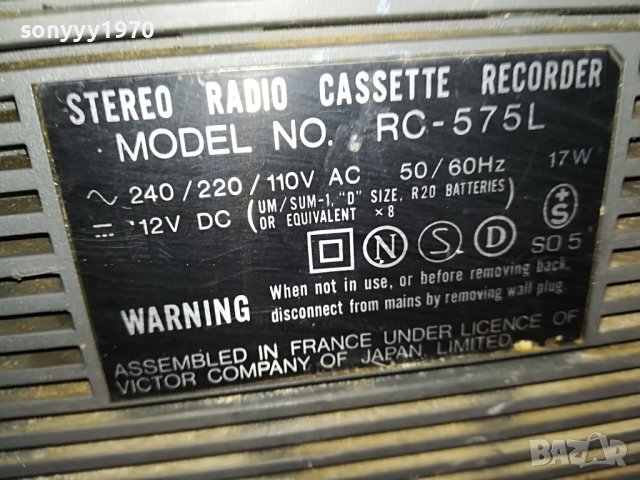 sonyyy1970
STEREO RADIO CASSETTE RECORDER
MODEL NO. RC-575L
~ 240/220/110V AC 50/60Hz 17W
⎓ 12V DC (UM/SUM-1, "D" SIZE, R20 BATTERIES)
OR EQUIVALENT ×8
N S D SO 5
+S
WARNING When not in use, or before removing back,
disconnect from mains by removing wall plug.
ASSEMBLED IN FRANCE UNDER LICENCE OF
VICTOR COMPANY OF JAPAN, LIMITED
BAZAR